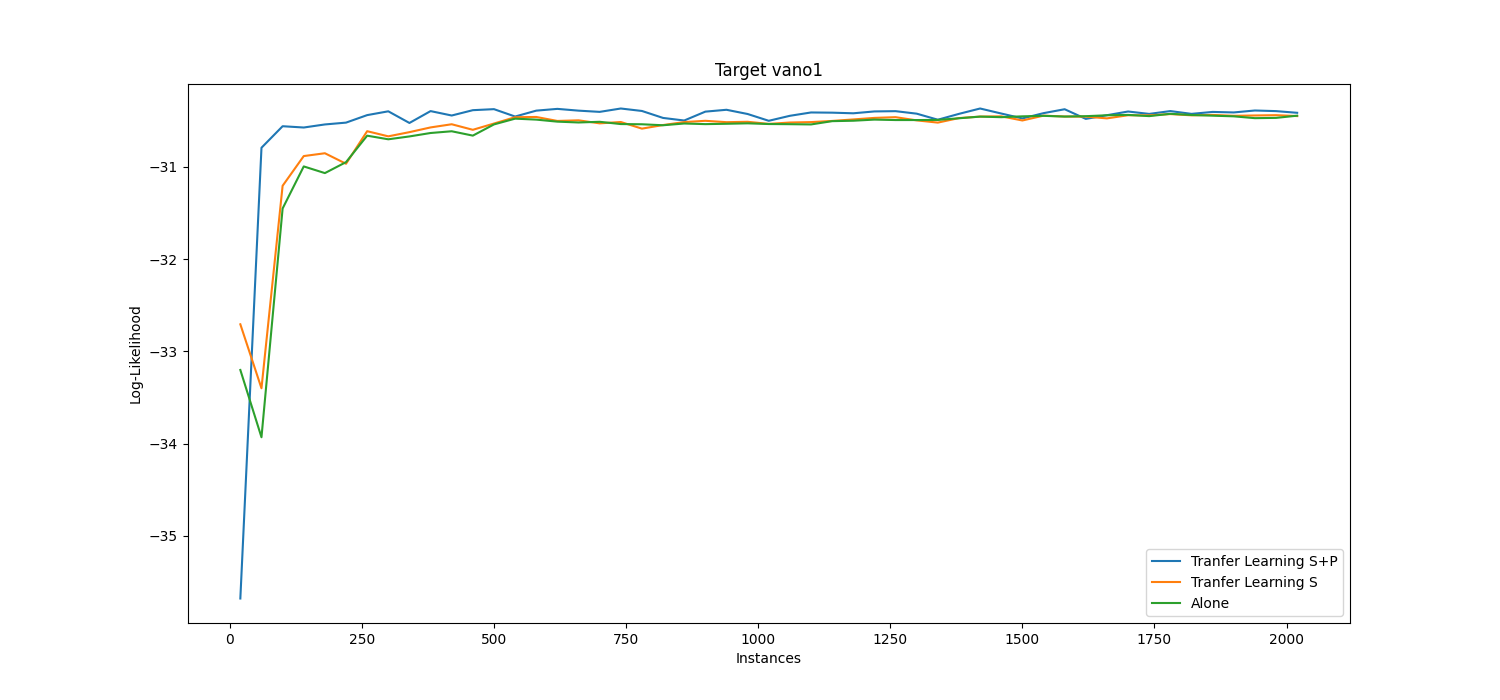 Target vano1
Log-Likelihood
−31
−32
−33
−34
−35
0
250
500
750
1000
1250
1500
1750
2000
Instances
Tranfer Learning S+P
Tranfer Learning S
Alone